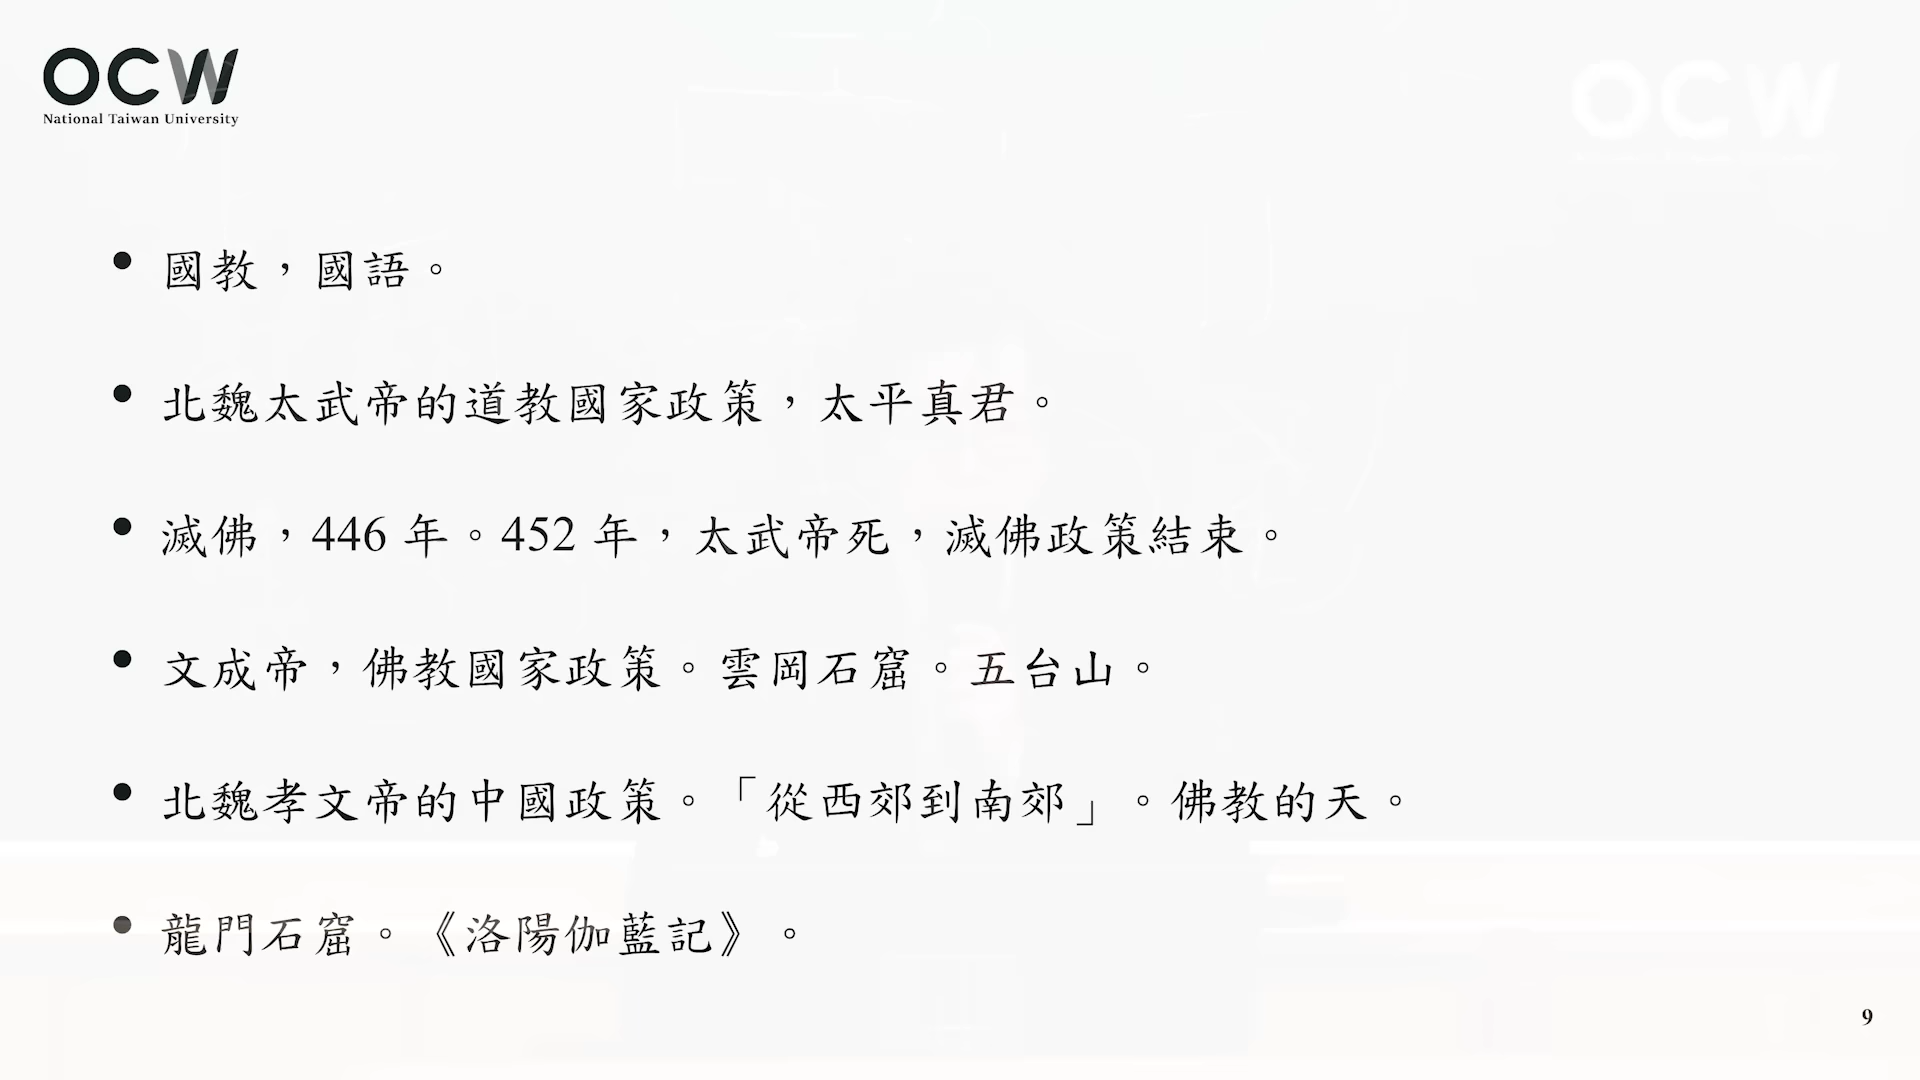 OCW
National Taiwan University
OCW
• 國教，國語。
• 北魏太武帝的道教國家政策，太平真君。
• 滅佛，446 年。452 年，太武帝死，滅佛政策結束。
• 文成帝，佛教國家政策。雲岡石窟。五台山。
• 北魏孝文帝的中國政策。「從西郊到南郊」。佛教的天。
• 龍門石窟。《洛陽伽藍記》。
9